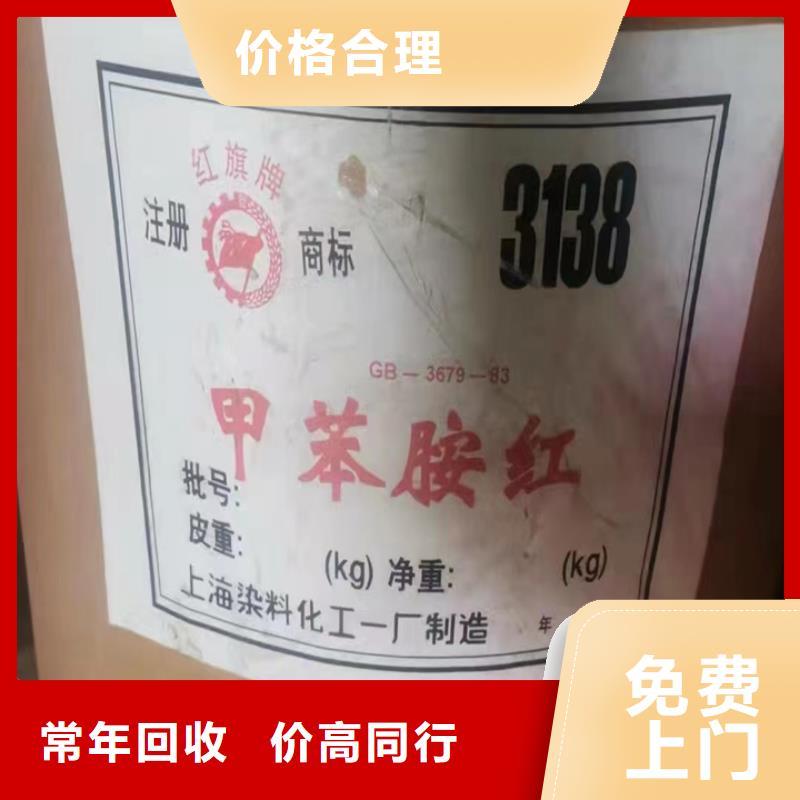 价格合理
红旗牌
注册 商标
3138
GB-3679-83
甲苯胺红
批号:
皮重: (kg) 净重: (kg)
上海染料化工一厂制造 年
免费
上门
常年回收 价高同行